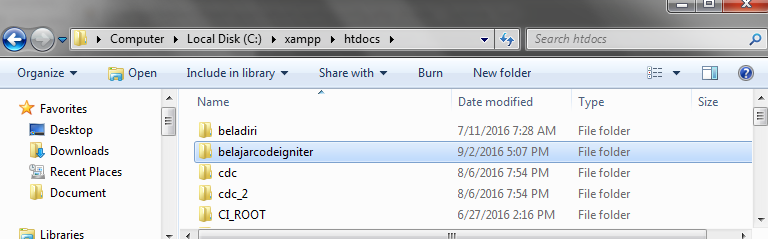 Computer Local Disk (C:) xampp htdocs Search htdocs
Organize Open Include in library Share with Burn New folder
Name Date modified Type Size
Favorites
Desktop
Downloads
Recent Places
Document
Libraries
beladiri 7/11/2016 7:28 AM File folder
belajarcodeigniter 9/2/2016 5:07 PM File folder
cdc 8/6/2016 7:54 PM File folder
cdc_2 8/6/2016 7:54 PM File folder
CI_ROOT 6/27/2016 2:16 PM File folder